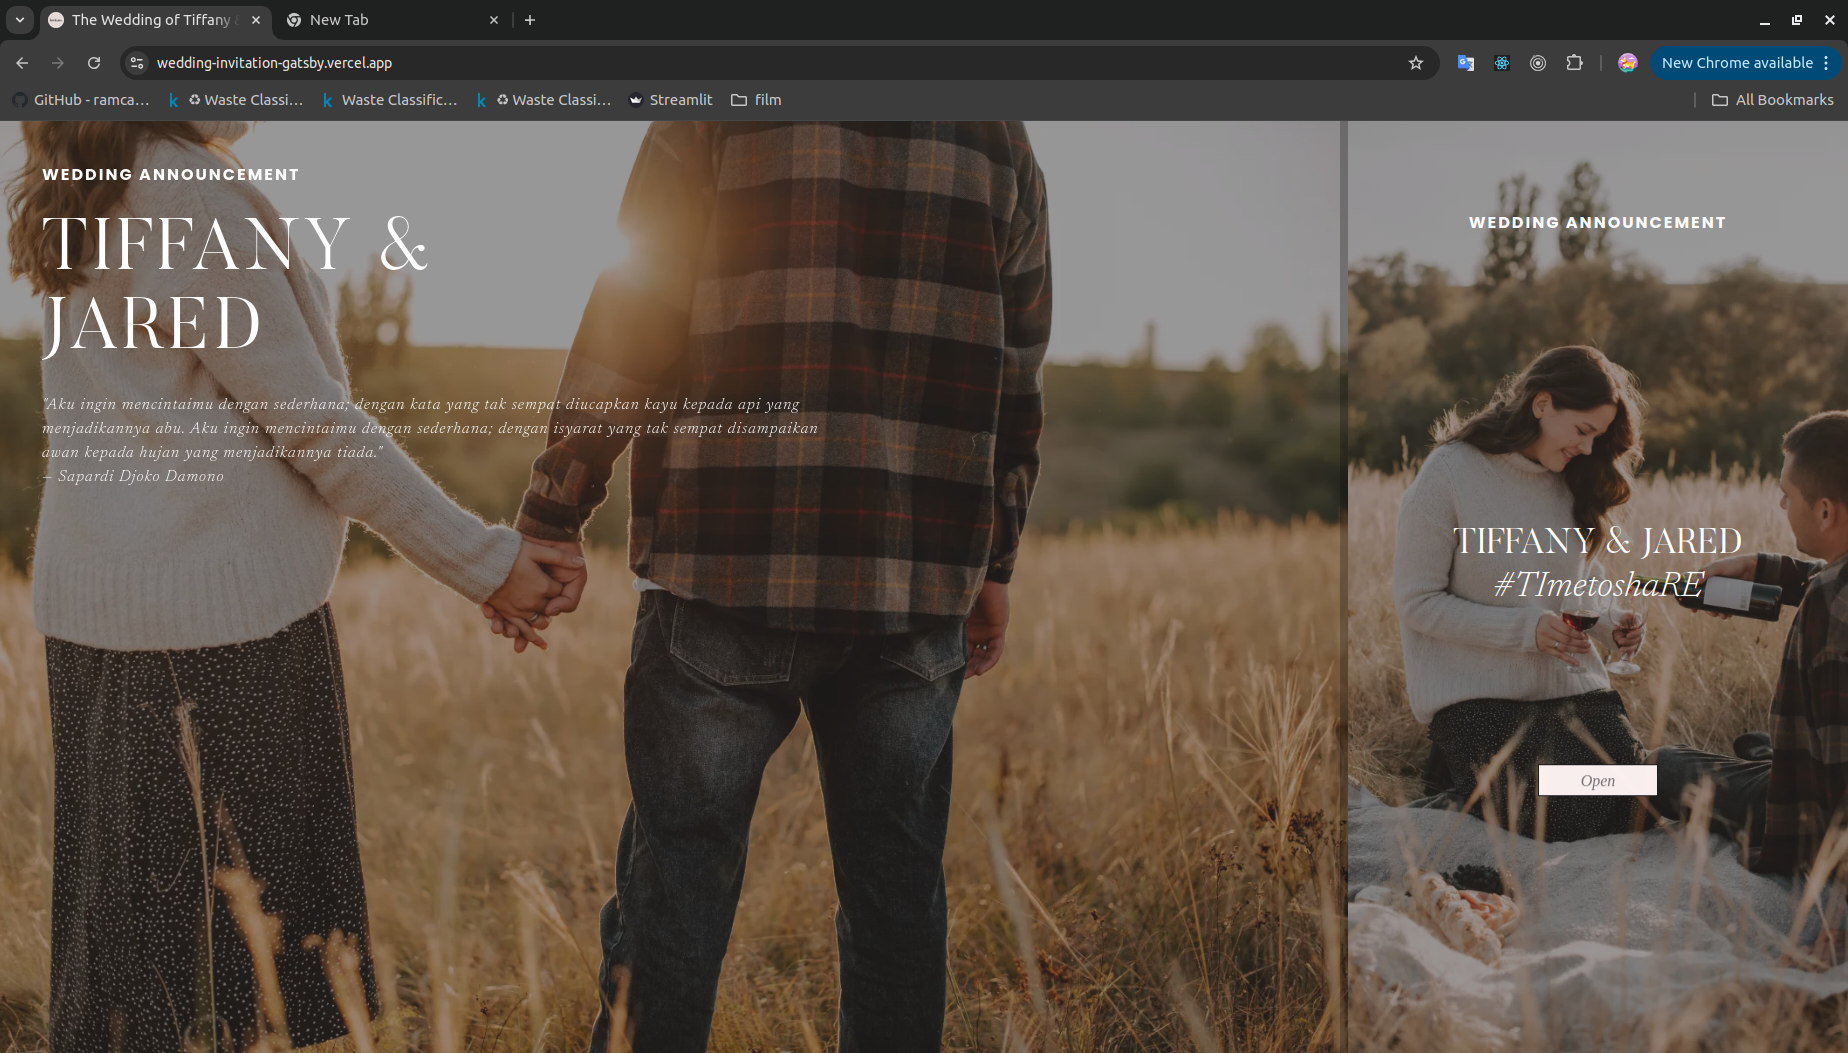 The Wedding of Tiffany
New Tab
wedding-invitation-gatsby.vercel.app
New Chrome available
GitHub - ramca...
♻ Waste Classi...
Waste Classific...
♻ Waste Classi...
Streamlit
film
All Bookmarks
WEDDING ANNOUNCEMENT
TIFFANY &
JARED
"Aku ingin mencintaimu dengan sederhana; dengan kata yang tak sempat diucapkan kayu kepada api yang
menjadikannya abu. Aku ingin mencintaimu dengan sederhana; dengan isyarat yang tak sempat disampaikan
awan kepada hujan yang menjadikannya tiada."
— Sapardi Djoko Damono
WEDDING ANNOUNCEMENT
TIFFANY & JARED
#TImetoshaRE
Open